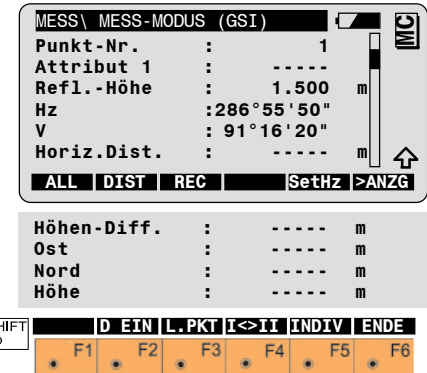 MESS\ MESS-MODUS (GSI) MC
Punkt-Nr. : 1
Attribut 1 : -----
Refl.-Höhe : 1.500 m
Hz :286°55'50"
V : 91°16'20"
Horiz.Dist. : ----- m
ALL DIST REC SetHz >ANZG
Höhen-Diff. : ----- m
Ost : ----- m
Nord : ----- m
Höhe : ----- m
HIFT D EIN L.PKT I<>II INDIV ENDE
F1 F2 F3 F4 F5 F6